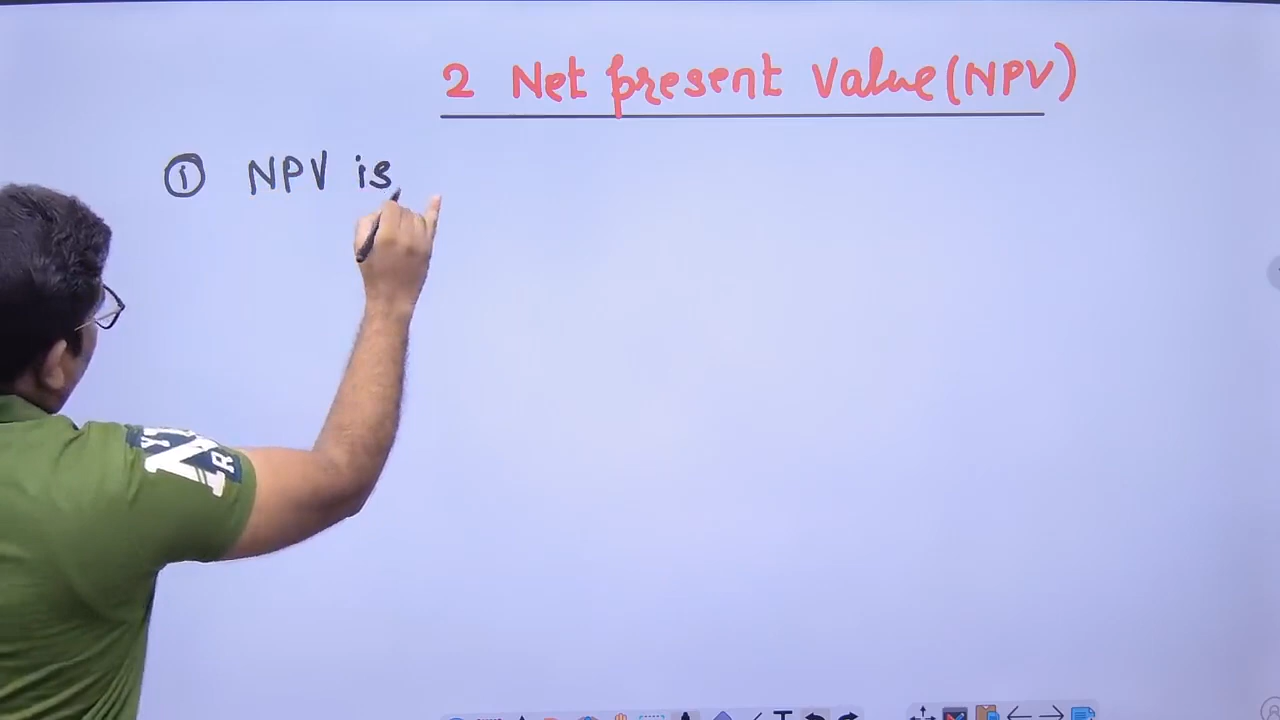 2 Net present Value (NPV)
① NPV is